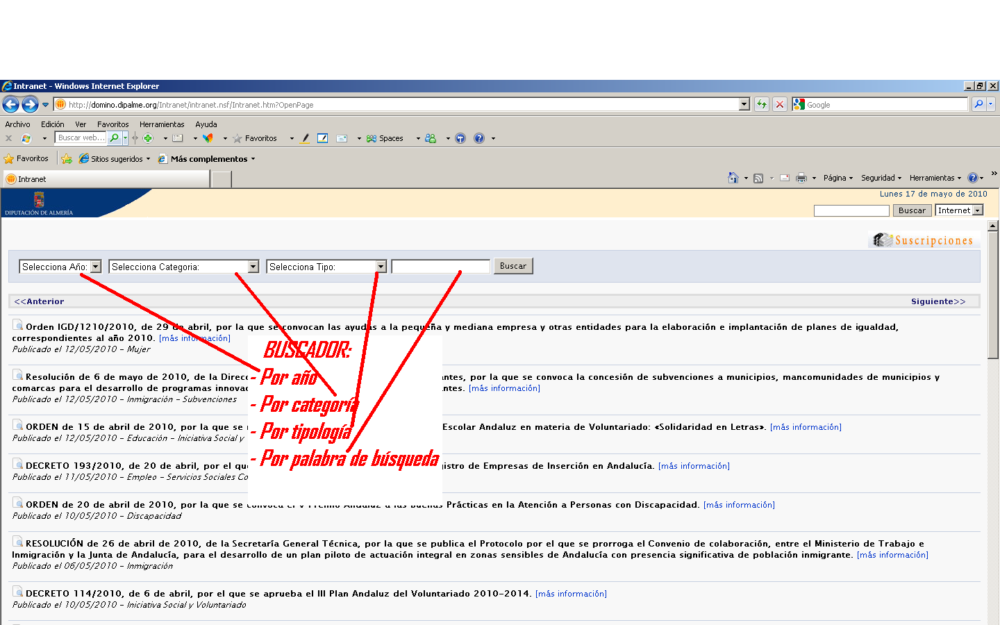 Intranet - Windows Internet Explorer
http://domino.dipalme.org/Intranet/intranet.nsf/Intranet.htm?OpenPage
Google
Archivo Edición Ver Favoritos Herramientas Ayuda
Buscar web... Favoritos Spaces
Favoritos Sitios sugeridos Más complementos
Intranet
Página Seguridad Herramientas »
Lunes 17 de mayo de 2010
DIPUTACIÓN DE ALMERÍA
Buscar Internet
Suscripciones
Selecciona Año: Selecciona Categoria: Selecciona Tipo: Buscar
<<Anterior Siguiente>>
Orden IGD/1210/2010, de 29 de abril, por la que se convocan las ayudas a la pequeña y mediana empresa y otras entidades para la elaboración e implantación de planes de igualdad,
correspondientes al año 2010. [más información]
Publicado el 12/05/2010 - Mujer
BUSCADOR:
- Por año
- Por categoría
- Por tipología
- Por palabra de búsqueda
Resolución de 6 de mayo de 2010, de la Direc antes, por la que se convoca la concesión de subvenciones a municipios, mancomunidades de municipios y
comarcas para el desarrollo de programas innovac antes. [más información]
Publicado el 12/05/2010 - Inmigración - Subvenciones
ORDEN de 15 de abril de 2010, por la que se Escolar Andaluz en materia de Voluntariado: «Solidaridad en Letras». [más información]
Publicado el 12/05/2010 - Educación - Iniciativa Social y
DECRETO 193/2010, de 20 de abril, por el que istro de Empresas de Inserción en Andalucía. [más información]
Publicado el 11/05/2010 - Empleo - Servicios Sociales Co
ORDEN de 20 de abril de 2010, por la que se convoca el V Premio Andaluz a las Buenas Prácticas en la Atención a Personas con Discapacidad. [más información]
Publicado el 10/05/2010 - Discapacidad
RESOLUCIÓN de 26 de abril de 2010, de la Secretaría General Técnica, por la que se publica el Protocolo por el que se prorroga el Convenio de colaboración, entre el Ministerio de Trabajo e
Inmigración y la Junta de Andalucía, para el desarrollo de un plan piloto de actuación integral en zonas sensibles de Andalucía con presencia significativa de población inmigrante. [más información]
Publicado el 06/05/2010 - Inmigración
DECRETO 114/2010, de 6 de abril, por el que se aprueba el III Plan Andaluz del Voluntariado 2010-2014. [más información]
Publicado el 10/05/2010 - Iniciativa Social y Voluntariado